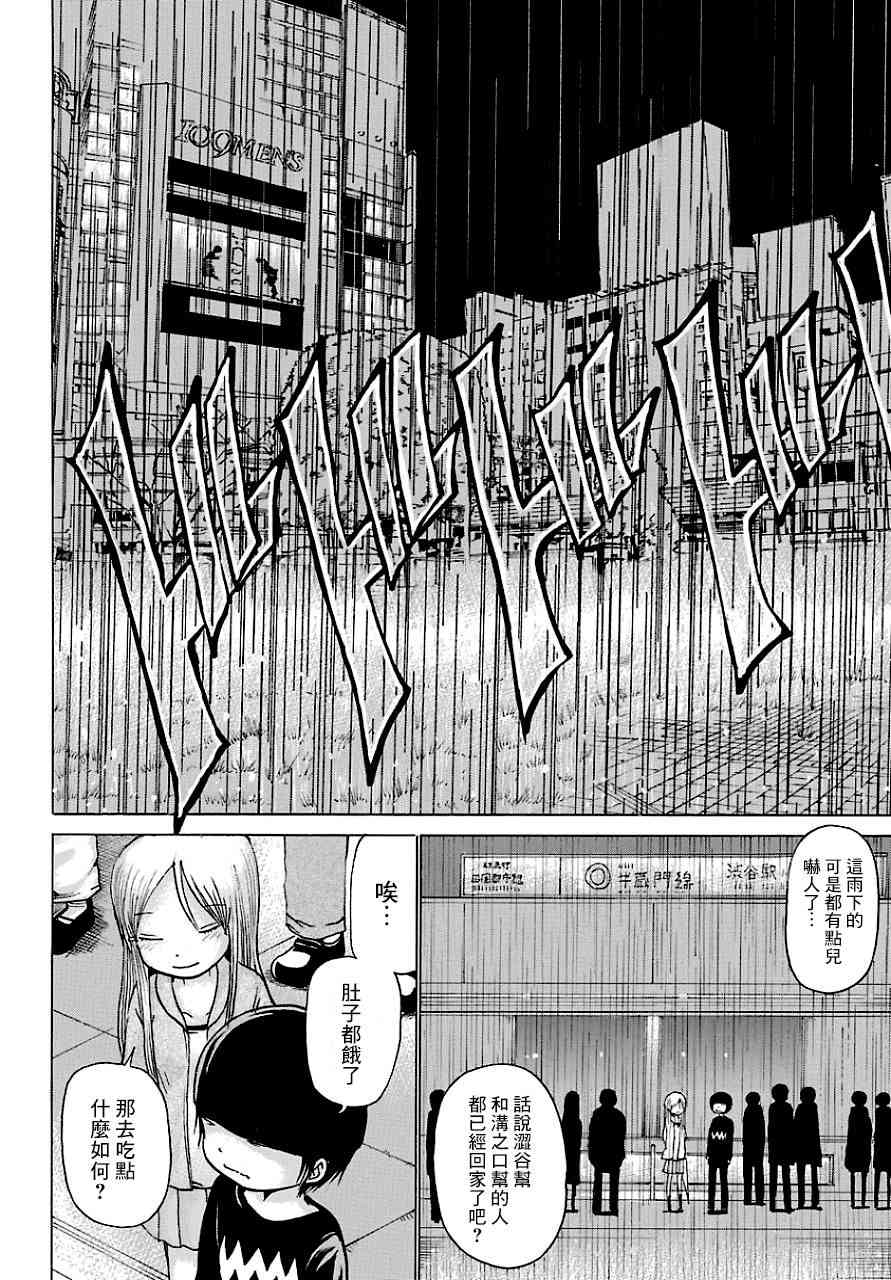 109MEN'S
這雨下的
可是都有點兒
嚇人了…
半蔵門線
渋谷駅
話說澀谷幫
和溝之口幫的人
都已經回家了吧?
唉…
肚子都餓了
那去吃點
什麼如何?